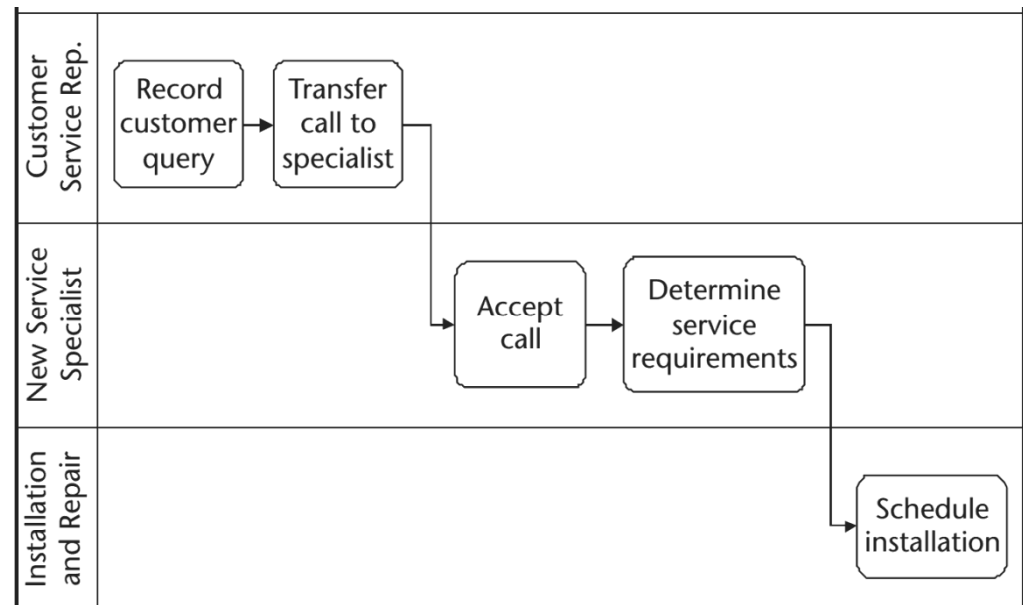 Customer
Service Rep.
Record
customer
query
Transfer
call to
specialist
New Service
Specialist
Accept
call
Determine
service
requirements
Installation
and Repair
Schedule
installation